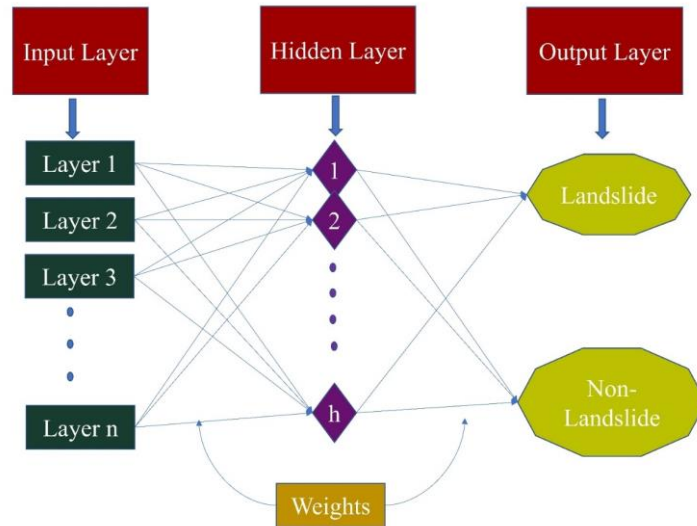 Input Layer
Hidden Layer
Output Layer
Layer 1
Layer 2
Layer 3
Layer n
1
2
h
Landslide
Non-
Landslide
Weights